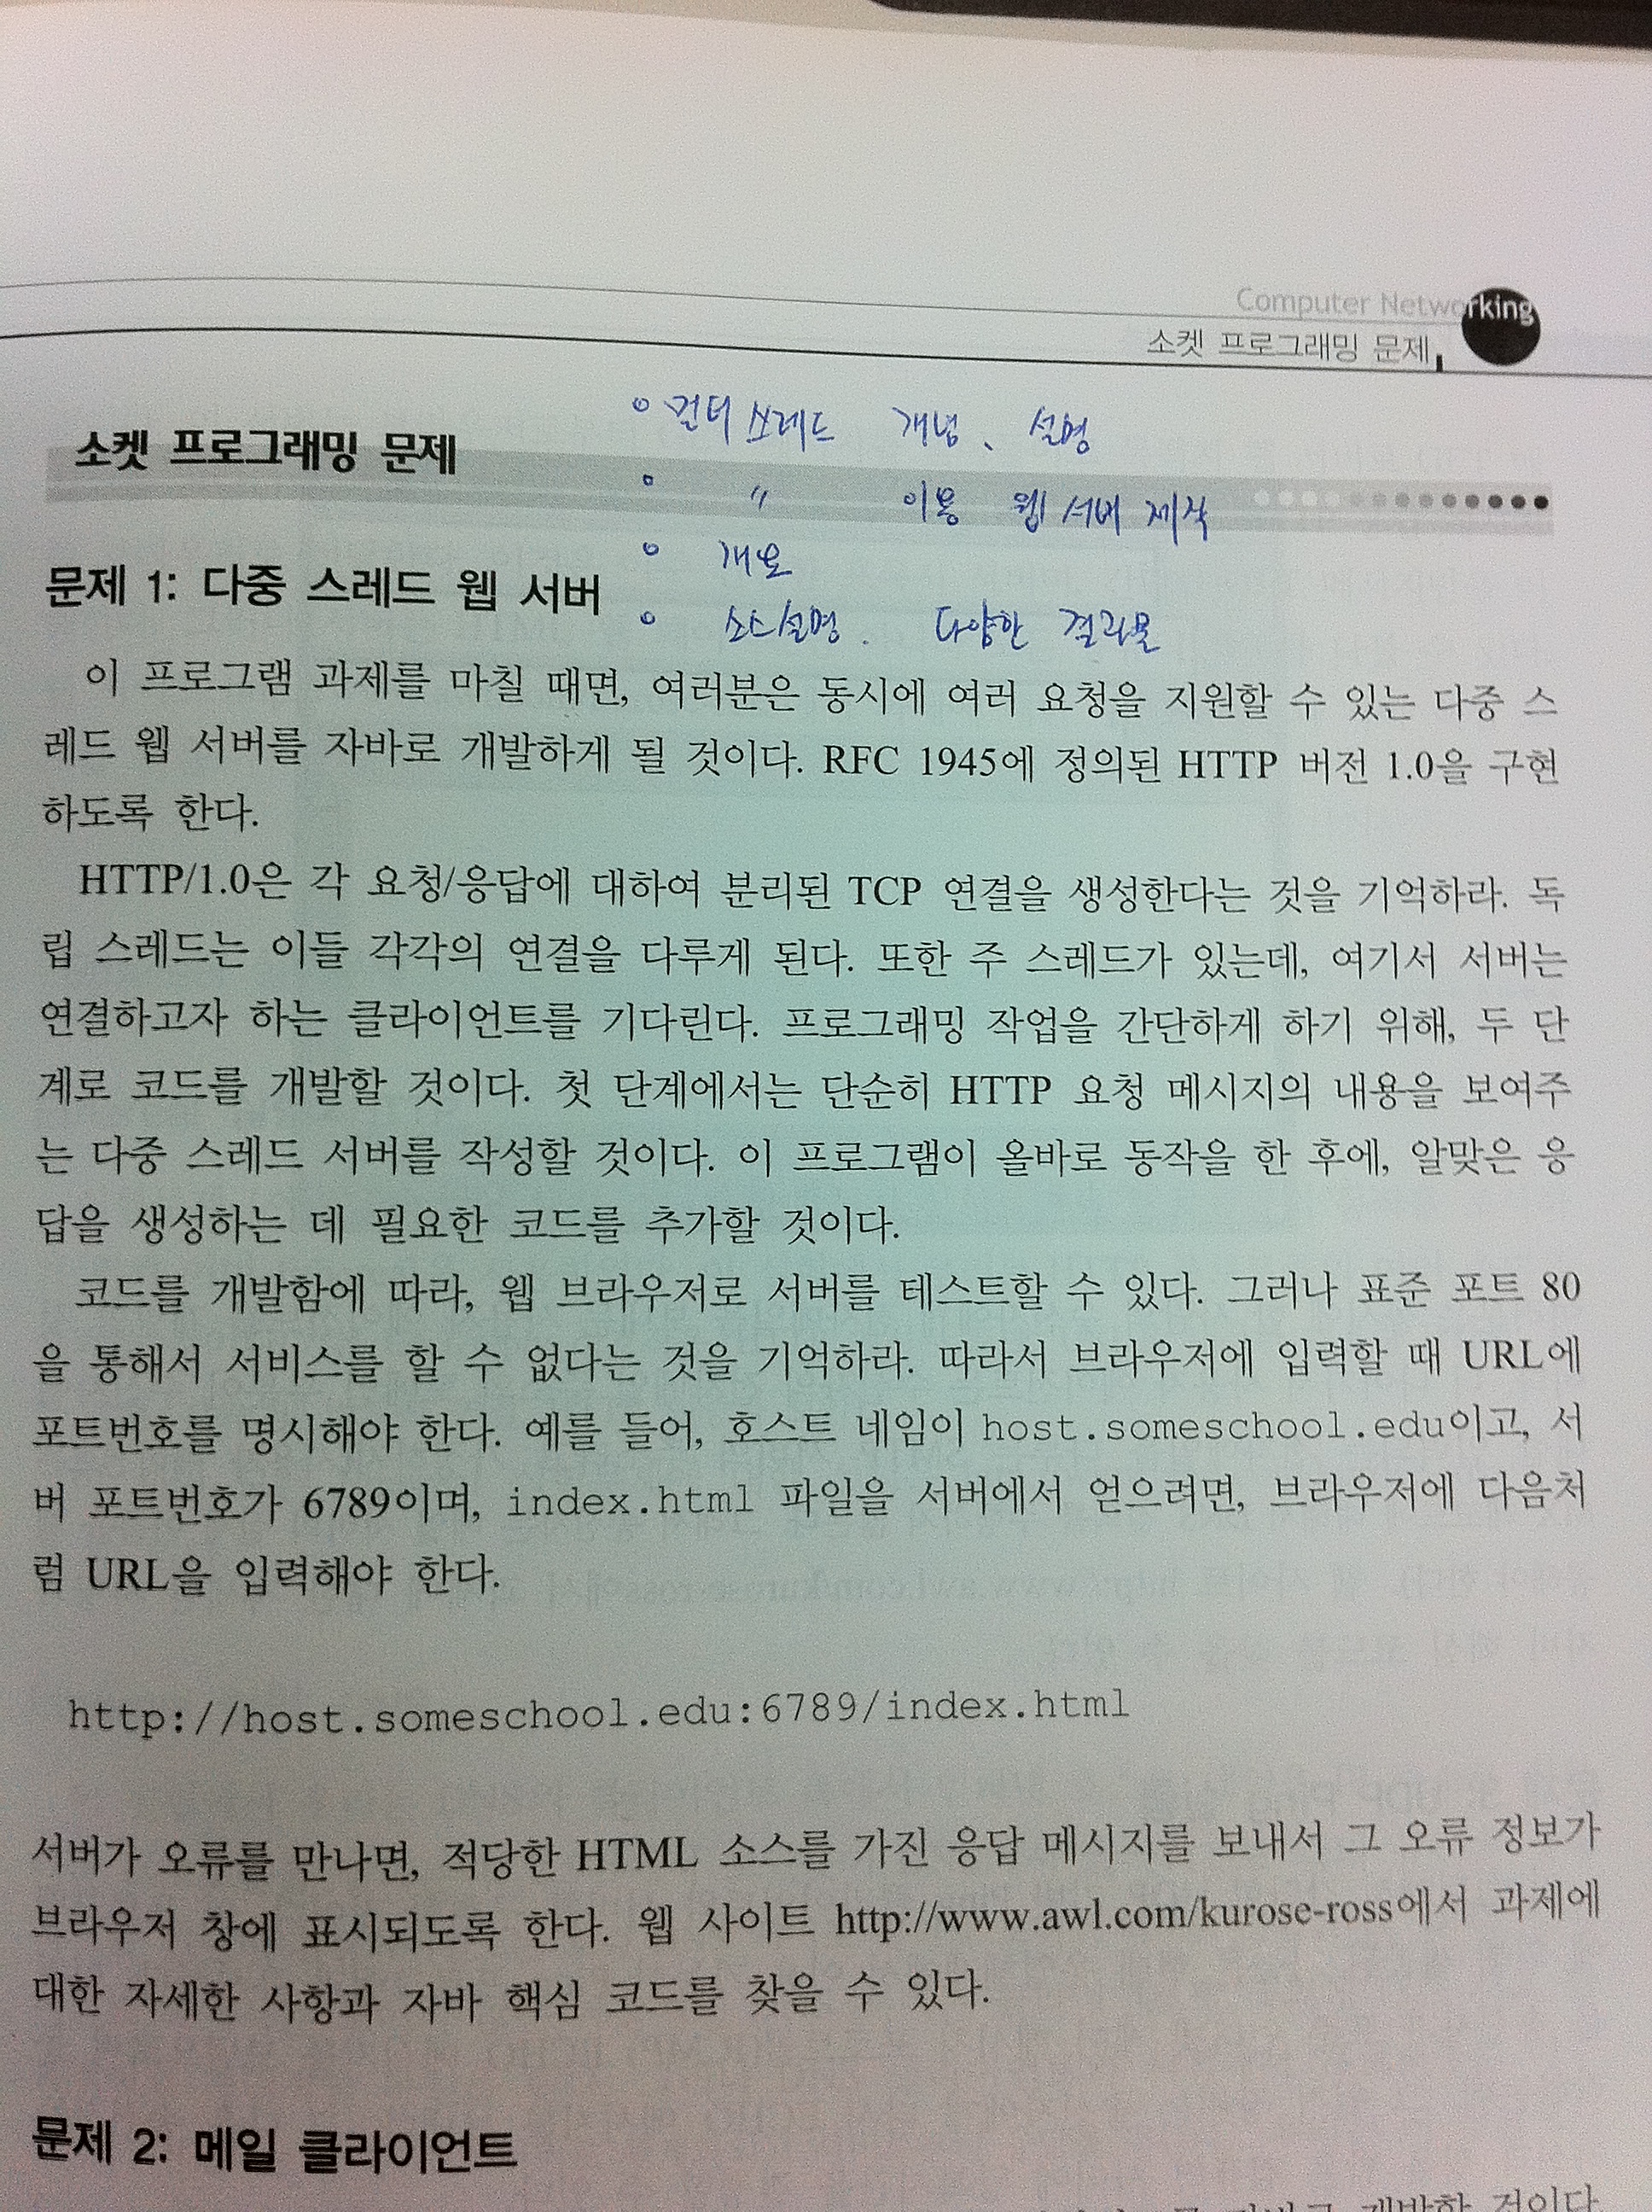 Computer Networking
소켓 프로그래밍 문제
소켓 프로그래밍 문제
멀티 쓰레드 개념、설명
〃 이용 웹 서버 제작
개요
소스설명. 다양한 결과물
문제 1: 다중 스레드 웹 서버
이 프로그램 과제를 마칠 때면, 여러분은 동시에 여러 요청을 지원할 수 있는 다중 스
레드 웹 서버를 자바로 개발하게 될 것이다. RFC 1945에 정의된 HTTP 버전 1.0을 구현
하도록 한다.
HTTP/1.0은 각 요청/응답에 대하여 분리된 TCP 연결을 생성한다는 것을 기억하라. 독
립 스레드는 이들 각각의 연결을 다루게 된다. 또한 주 스레드가 있는데, 여기서 서버는
연결하고자 하는 클라이언트를 기다린다. 프로그래밍 작업을 간단하게 하기 위해, 두 단
계로 코드를 개발할 것이다. 첫 단계에서는 단순히 HTTP 요청 메시지의 내용을 보여주
는 다중 스레드 서버를 작성할 것이다. 이 프로그램이 올바로 동작을 한 후에, 알맞은 응
답을 생성하는 데 필요한 코드를 추가할 것이다.
코드를 개발함에 따라, 웹 브라우저로 서버를 테스트할 수 있다. 그러나 표준 포트 80
을 통해서 서비스를 할 수 없다는 것을 기억하라. 따라서 브라우저에 입력할 때 URL에
포트번호를 명시해야 한다. 예를 들어, 호스트 네임이 host.someschool.edu이고, 서
버 포트번호가 6789이며, index.html 파일을 서버에서 얻으려면, 브라우저에 다음처
럼 URL을 입력해야 한다.
http://host.someschool.edu:6789/index.html
서버가 오류를 만나면, 적당한 HTML 소스를 가진 응답 메시지를 보내서 그 오류 정보가
브라우저 창에 표시되도록 한다. 웹 사이트 http://www.awl.com/kurose-ross에서 과제에
대한 자세한 사항과 자바 핵심 코드를 찾을 수 있다.
문제 2: 메일 클라이언트
개발할 것이다